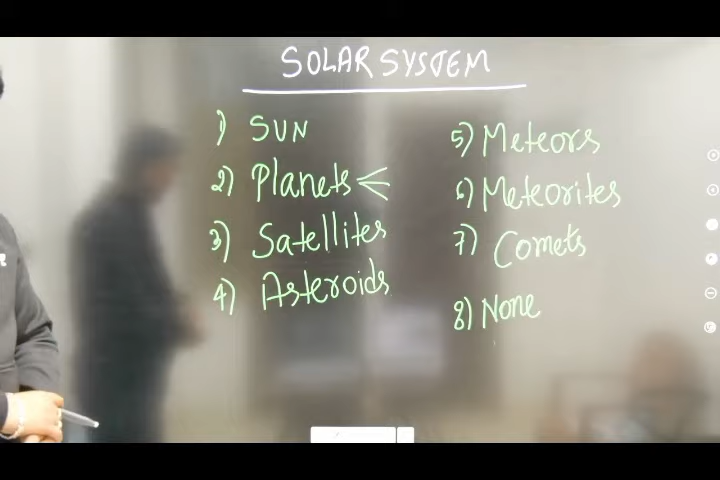 SOLAR SYSTEM
1) SUN
2) Planets <
3) Satellites
4) Asteroids
5) Meteors
6) Meteorites
7) Comets
8) None